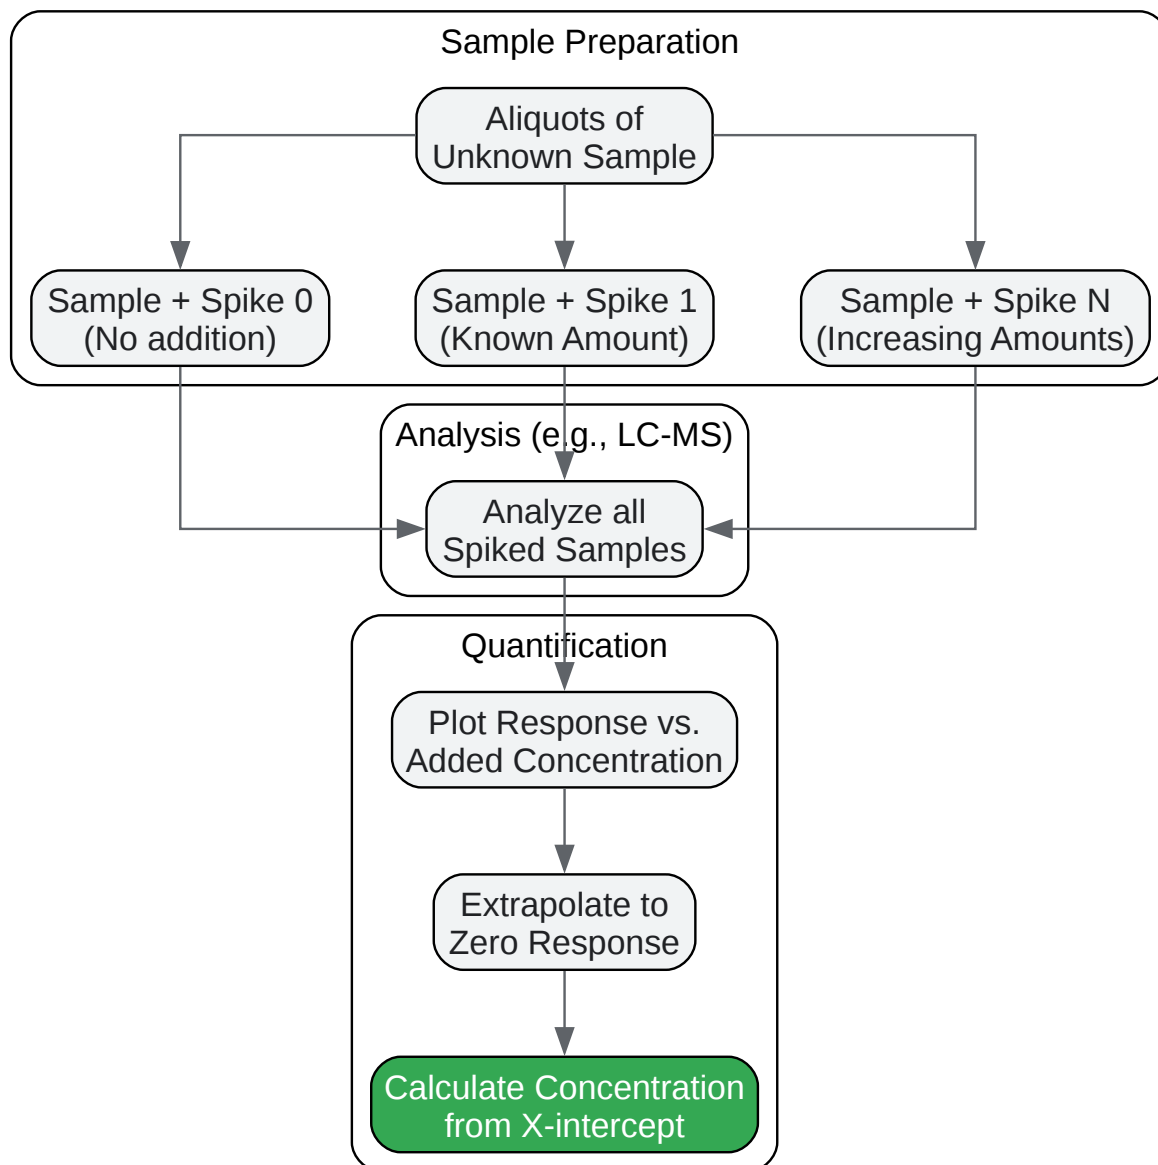 Sample Preparation
Aliquots of
Unknown Sample
Sample + Spike 0
(No addition)
Sample + Spike 1
(Known Amount)
Sample + Spike N
(Increasing Amounts)
Analysis (e.g., LC-MS)
Analyze all
Spiked Samples
Quantification
Plot Response vs.
Added Concentration
Extrapolate to
Zero Response
Calculate Concentration
from X-intercept